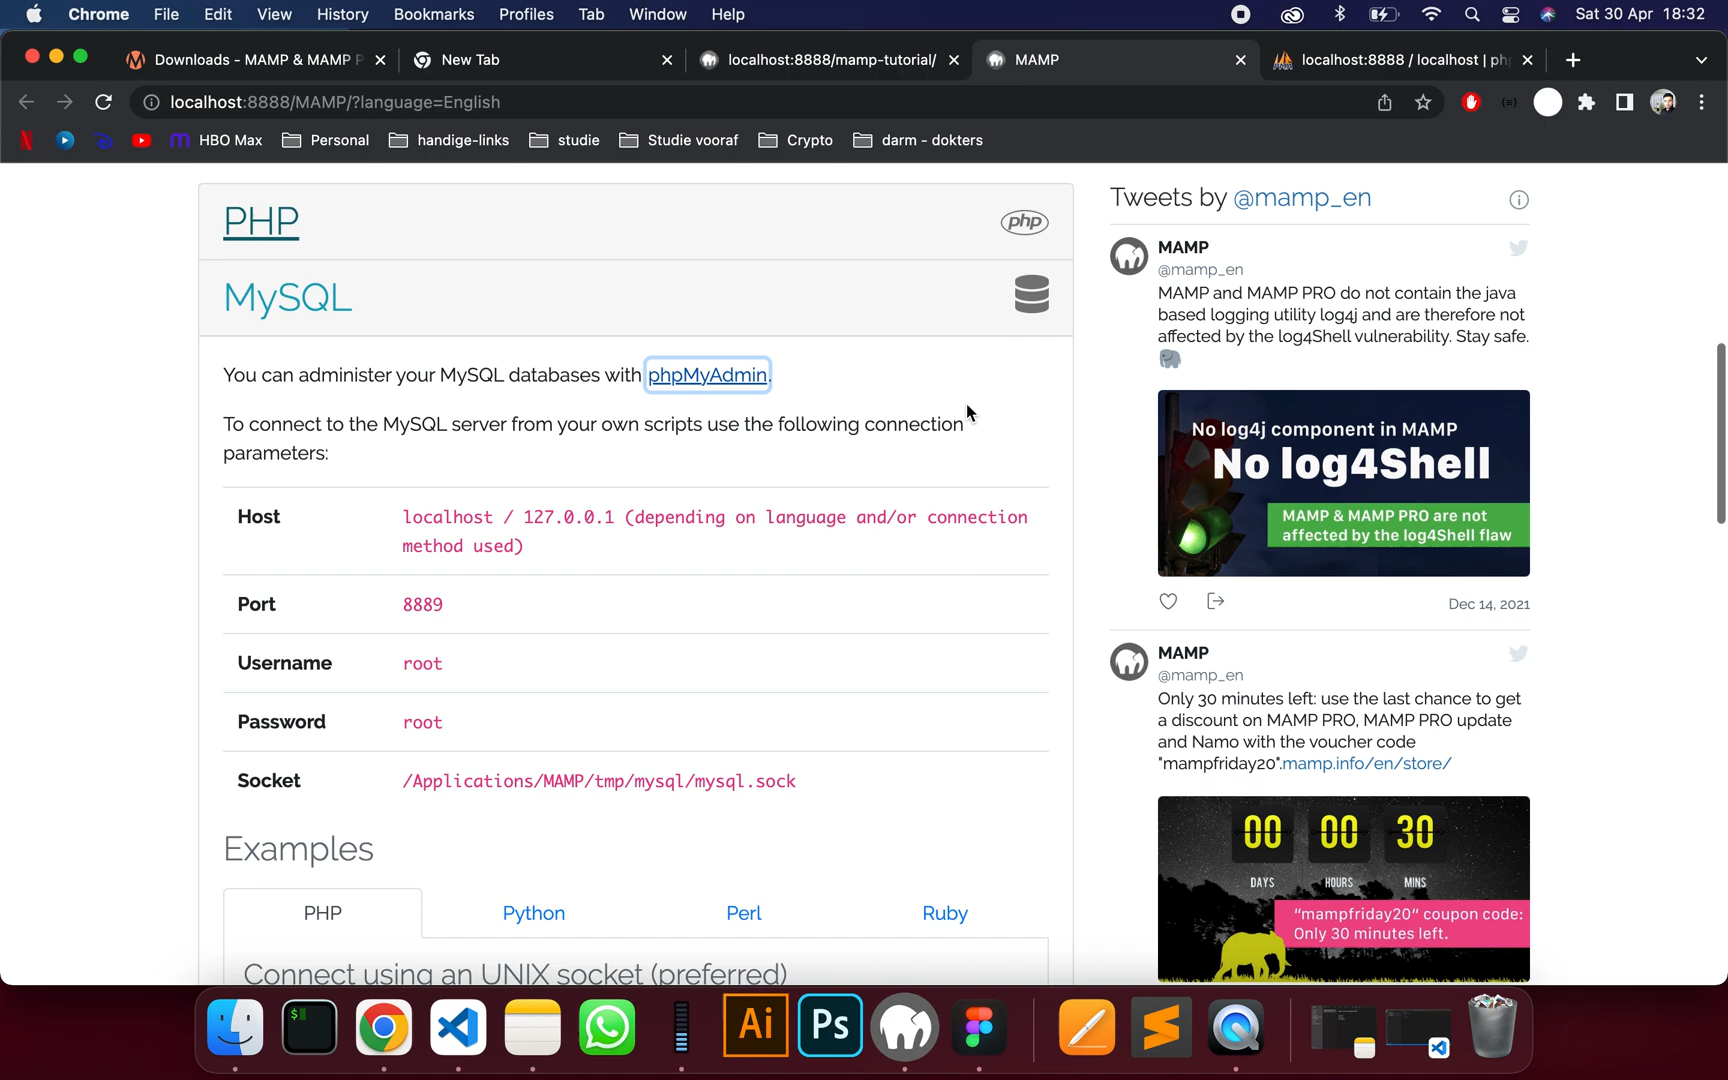 Chrome File Edit View History Bookmarks Profiles Tab Window Help Sat 30 Apr 18:32
Downloads - MAMP & MAMP P New Tab localhost:8888/mamp-tutorial/ MAMP localhost:8888 / localhost | ph
localhost:8888/MAMP/?language=English
HBO Max Personal handige-links studie Studie vooraf Crypto darm - dokters
PHP
php
MySQL
You can administer your MySQL databases with phpMyAdmin.
To connect to the MySQL server from your own scripts use the following connection
parameters:
Host localhost / 127.0.0.1 (depending on language and/or connection
method used)
Port 8889
Username root
Password root
Socket /Applications/MAMP/tmp/mysql/mysql.sock
Examples
PHP Python Perl Ruby
Connect using an UNIX socket (preferred)
Tweets by @mamp_en
MAMP
@mamp_en
MAMP and MAMP PRO do not contain the java
based logging utility log4j and are therefore not
affected by the log4Shell vulnerability. Stay safe.
No log4j component in MAMP
No log4Shell
MAMP & MAMP PRO are not
affected by the log4Shell flaw
Dec 14, 2021
MAMP
@mamp_en
Only 30 minutes left: use the last chance to get
a discount on MAMP PRO, MAMP PRO update
and Namo with the voucher code
"mampfriday20".mamp.info/en/store/
00 00 30
DAYS HOURS MINS
"mampfriday20" coupon code:
Only 30 minutes left.
$
Ai Ps